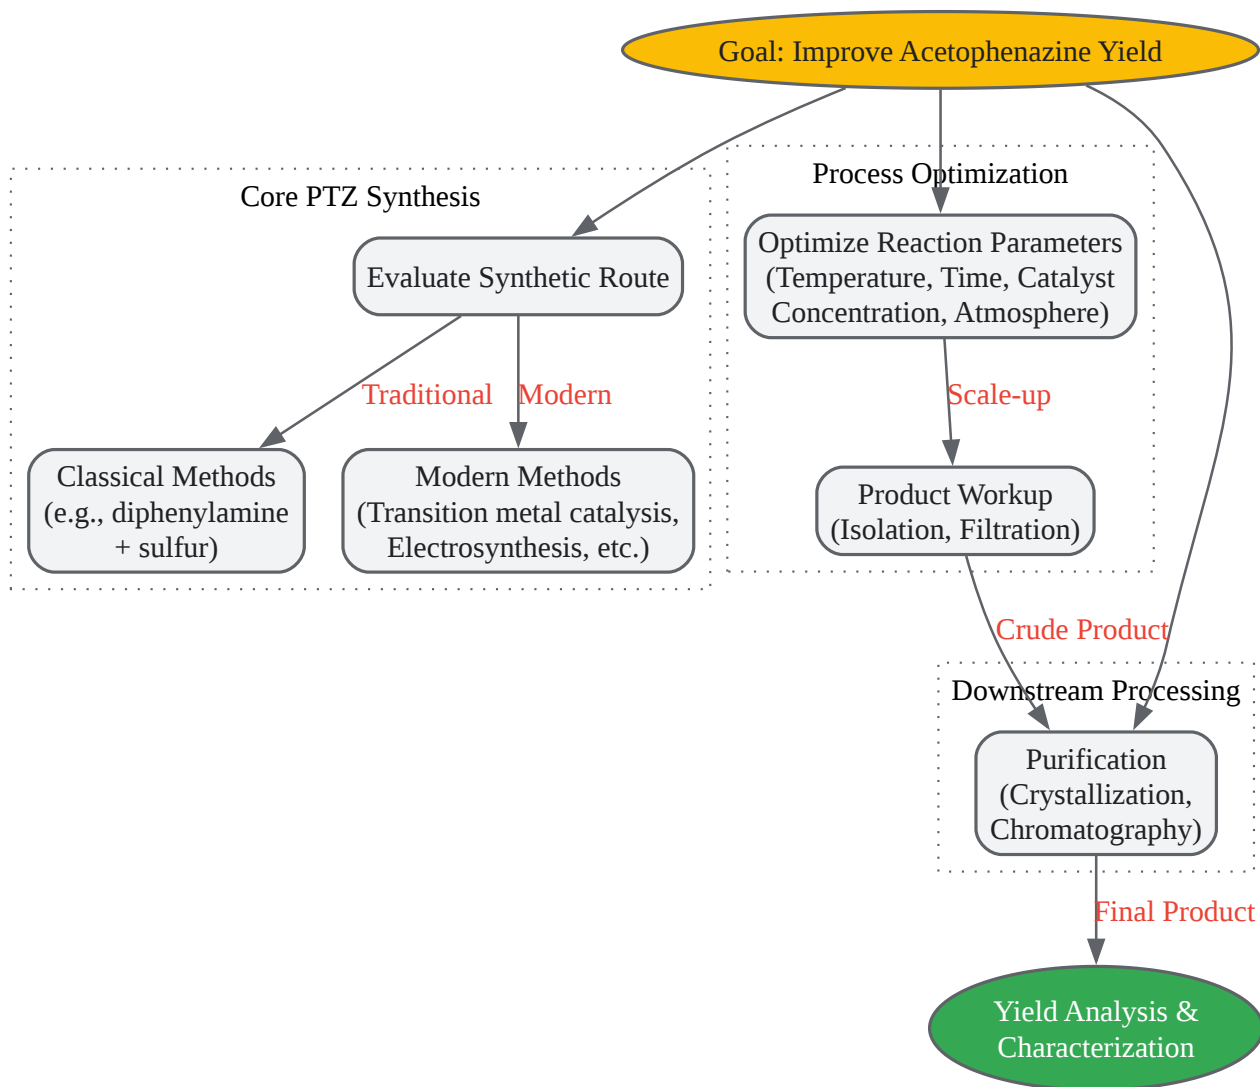 Goal: Improve Acetophenazine Yield
Core PTZ Synthesis
Evaluate Synthetic Route
Traditional
Modern
Classical Methods
(e.g., diphenylamine
+ sulfur)
Modern Methods
(Transition metal catalysis,
Electrosynthesis, etc.)
Process Optimization
Optimize Reaction Parameters
(Temperature, Time, Catalyst
Concentration, Atmosphere)
Scale-up
Product Workup
(Isolation, Filtration)
Crude Product
Downstream Processing
Purification
(Crystallization,
Chromatography)
Final Product
Yield Analysis &
Characterization